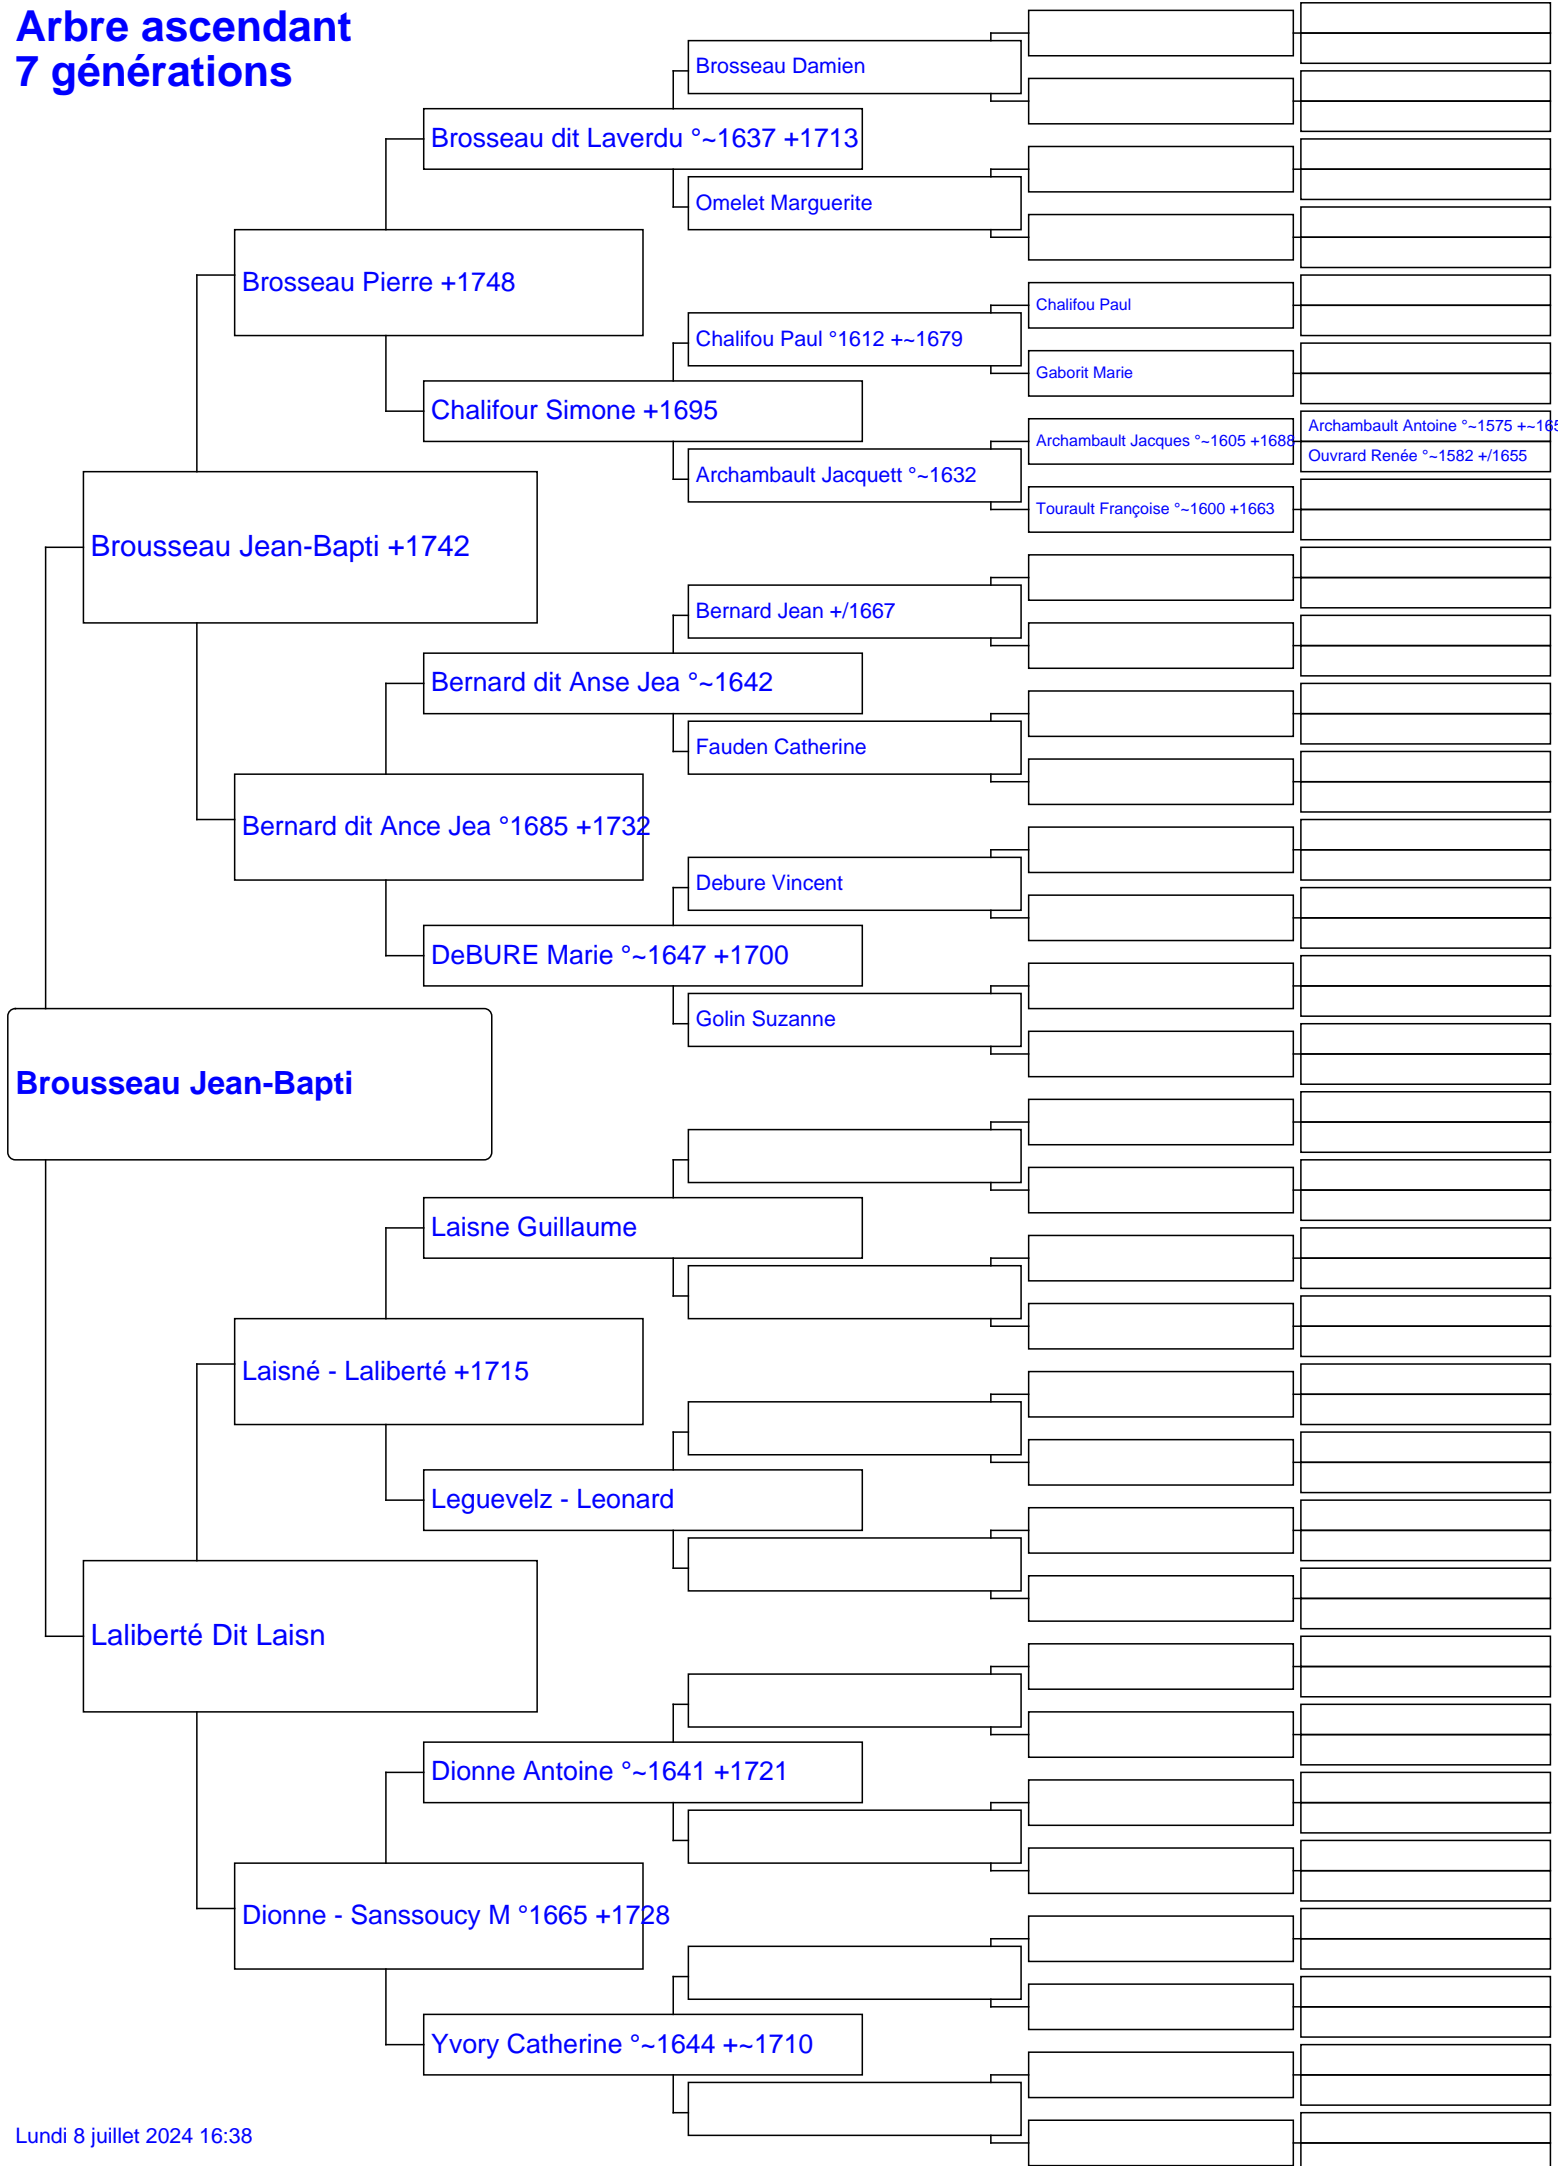 Arbre ascendant
7 générations
Brosseau Damien
Brosseau dit Laverdu °~1637 +1713
Omelet Marguerite
Brosseau Pierre +1748
Chalifou Paul
Chalifou Paul °1612 +~1679
Gaborit Marie
Chalifour Simone +1695
Archambault Antoine °~1575 +~165
Archambault Jacques °~1605 +1688
Ouvrard Renée °~1582 +/1655
Archambault Jacquett °~1632
Tourault Françoise °~1600 +1663
Brousseau Jean-Bapti +1742
Bernard Jean +/1667
Bernard dit Anse Jea °~1642
Fauden Catherine
Bernard dit Ance Jea °1685 +1732
Debure Vincent
DeBURE Marie °~1647 +1700
Golin Suzanne
Brousseau Jean-Bapti
Laisne Guillaume
Laisné - Laliberté +1715
Leguevelz - Leonard
Laliberté Dit Laisn
Dionne Antoine °~1641 +1721
Dionne - Sanssoucy M °1665 +1728
Yvory Catherine °~1644 +~1710
Lundi 8 juillet 2024 16:38